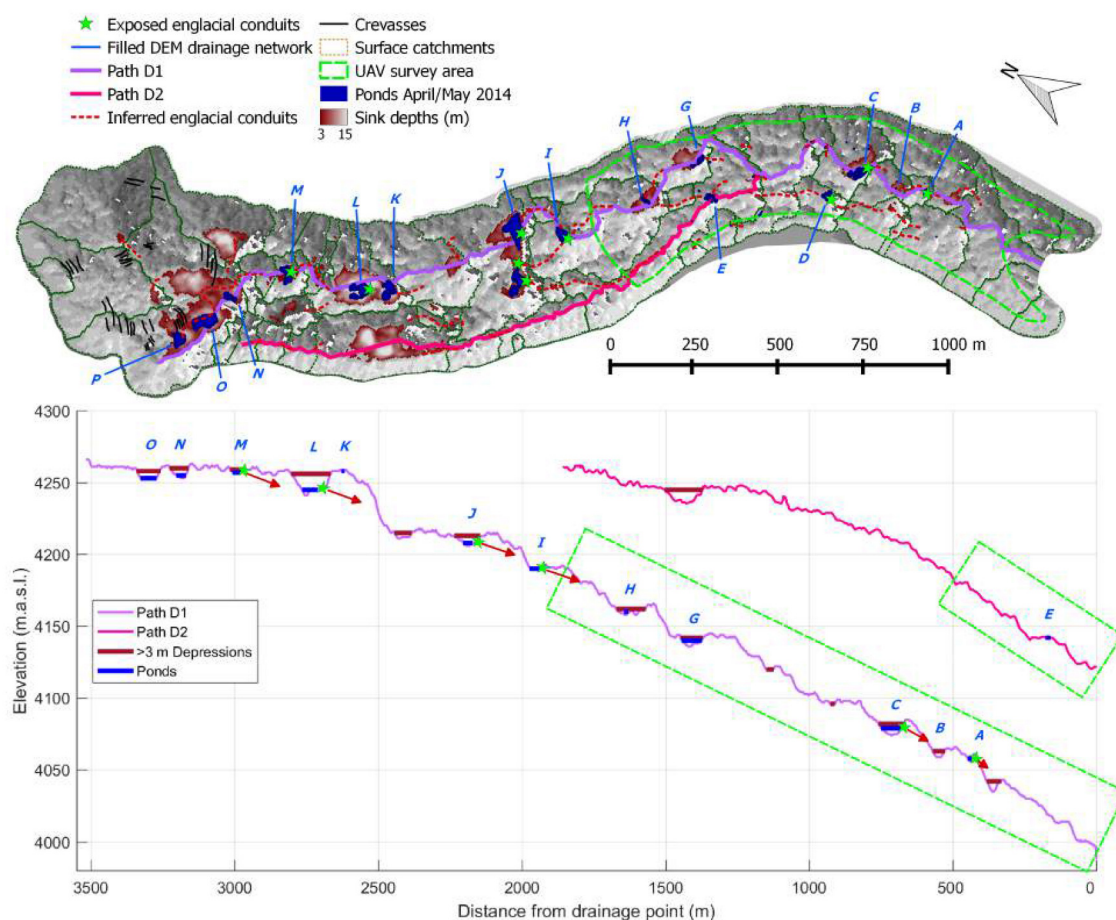 Exposed englacial conduits
Filled DEM drainage network
Path D1
Path D2
Inferred englacial conduits
Crevasses
Surface catchments
UAV survey area
Ponds April/May 2014
Sink depths (m)
3 15
N
A
B
C
G
H
I
J
K
L
M
D
E
0 250 500 750 1000 m
P
O
N
4300
4250
4200
4150
4100
4050
4000
Elevation (m.a.s.l.)
O N M L K
J
I
H
G
E
C
B
A
Path D1
Path D2
>3 m Depressions
Ponds
3500 3000 2500 2000 1500 1000 500 0
Distance from drainage point (m)